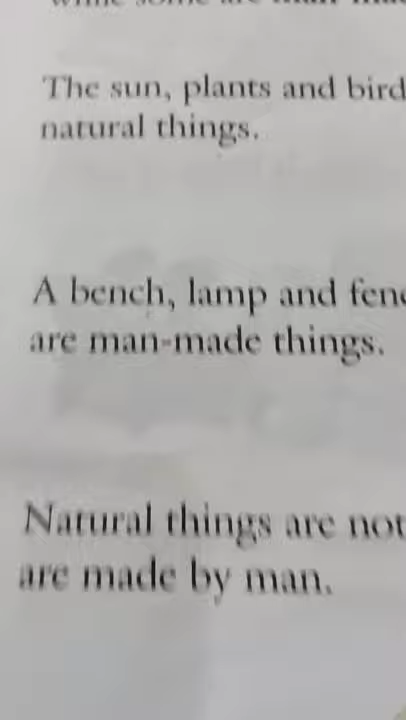 The sun, plants and bird
natural things.
A bench, lamp and fenc
are man-made things.
Natural things are not
are made by man.